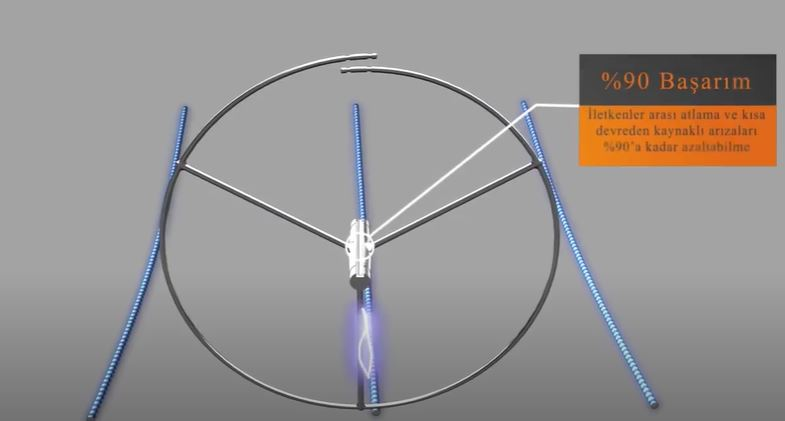 %90 Başarım
İletkenler arası atlama ve kısa
devreden kaynaklı arızaları
%90'a kadar azaltabilme